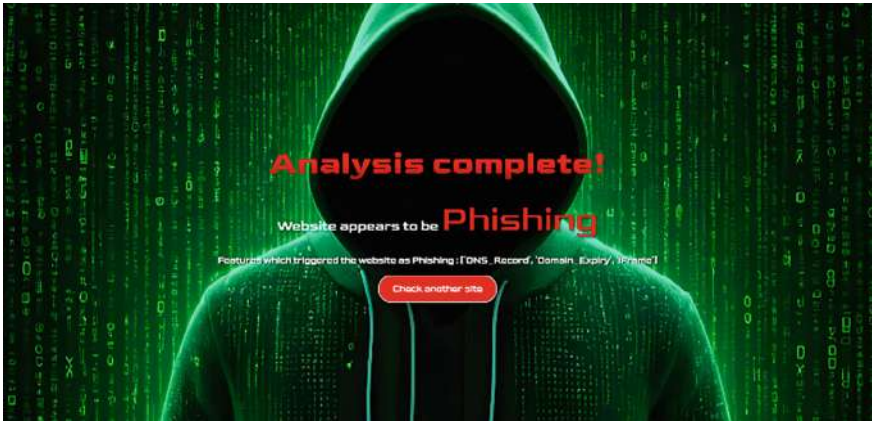 Analysis complete!
Website appears to be Phishing
Features which triggered the website as Phishing : ['DNS_Record', 'Domain_Expiry', 'iFrame']
Check another site